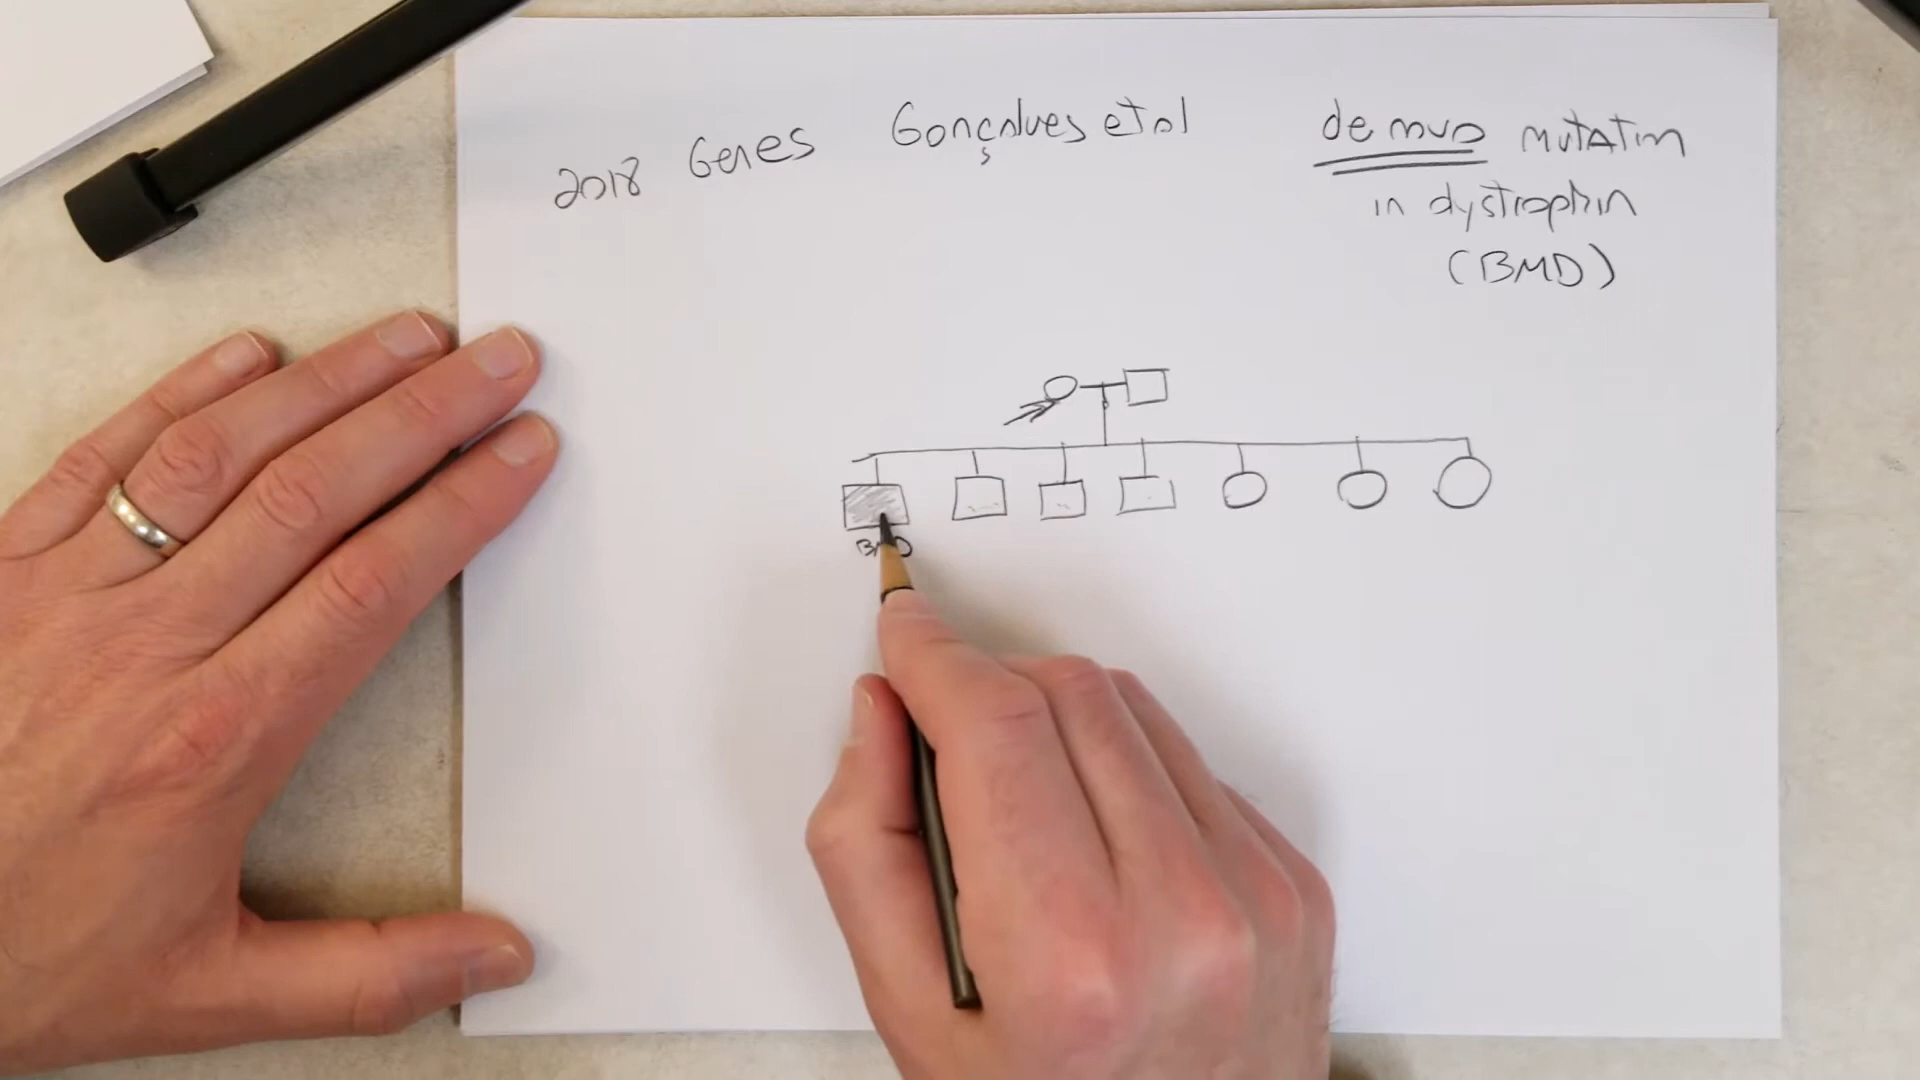 2018 Genes Gonçalves et al
s
de novo mutation
in dystrophin
(BMD)
BMD